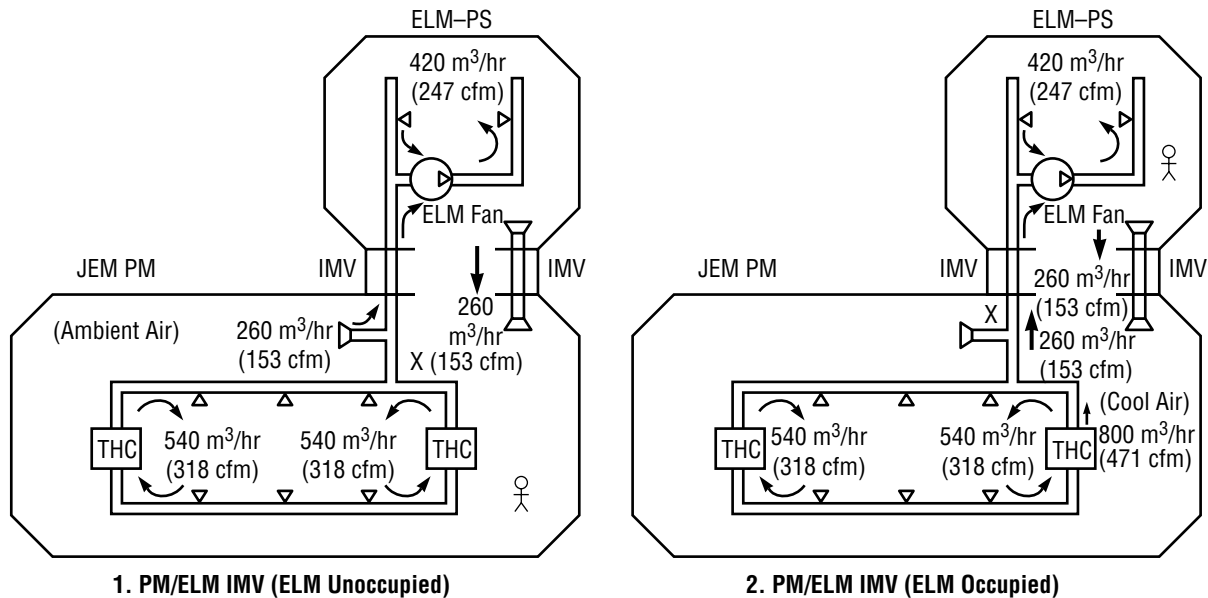 ELM–PS
420 m³/hr
(247 cfm)
ELM Fan
JEM PM
IMV
IMV
(Ambient Air)
260 m³/hr
(153 cfm)
260
m³/hr
X (153 cfm)
THC
540 m³/hr
(318 cfm)
540 m³/hr
(318 cfm)
THC
1. PM/ELM IMV (ELM Unoccupied)
ELM–PS
420 m³/hr
(247 cfm)
ELM Fan
JEM PM
IMV
IMV
260 m³/hr
(153 cfm)
X
260 m³/hr
(153 cfm)
(Cool Air)
THC
540 m³/hr
(318 cfm)
540 m³/hr
(318 cfm)
THC
800 m³/hr
(471 cfm)
2. PM/ELM IMV (ELM Occupied)